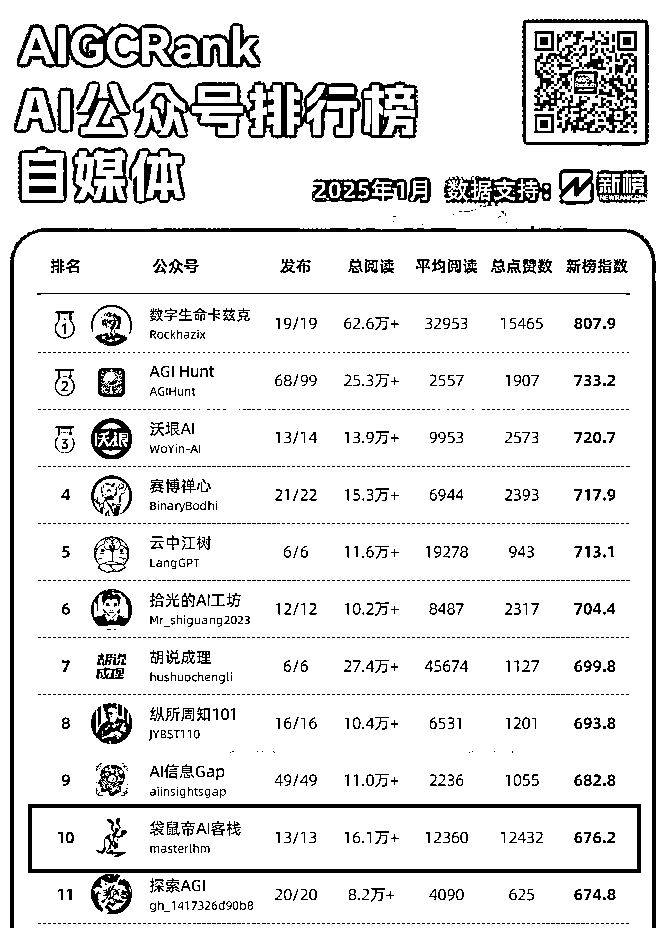 AIGCRank
AI公众号排行榜
自媒体
2025年1月 数据支持: 新榜
排名 公众号 发布 总阅读 平均阅读 总点赞数 新榜指数
1 数字生命卡兹克 19/19 62.6万+ 32953 15465 807.9
Rockhazix
2 AGI Hunt 68/99 25.3万+ 2557 1907 733.2
AGIHunt
3 沃垠AI 13/14 13.9万+ 9953 2573 720.7
WoYin-AI
4 赛博禅心 21/22 15.3万+ 6944 2393 717.9
BinaryBodhi
5 云中江树 6/6 11.6万+ 19278 943 713.1
LangGPT
6 拾光的AI工坊 12/12 10.2万+ 8487 2317 704.4
Mr_shiguang2023
7 胡说成理 胡说成理 6/6 27.4万+ 45674 1127 699.8
hushuochengli
8 纵所周知101 16/16 10.4万+ 6531 1201 693.8
JYBST110
9 AI信息Gap 49/49 11.0万+ 2236 1055 682.8
aiinsightsgap
10 袋鼠帝AI客栈 13/13 16.1万+ 12360 12432 676.2
masterlhm
11 探索AGI 20/20 8.2万+ 4090 625 674.8
gh_1417326d90b8